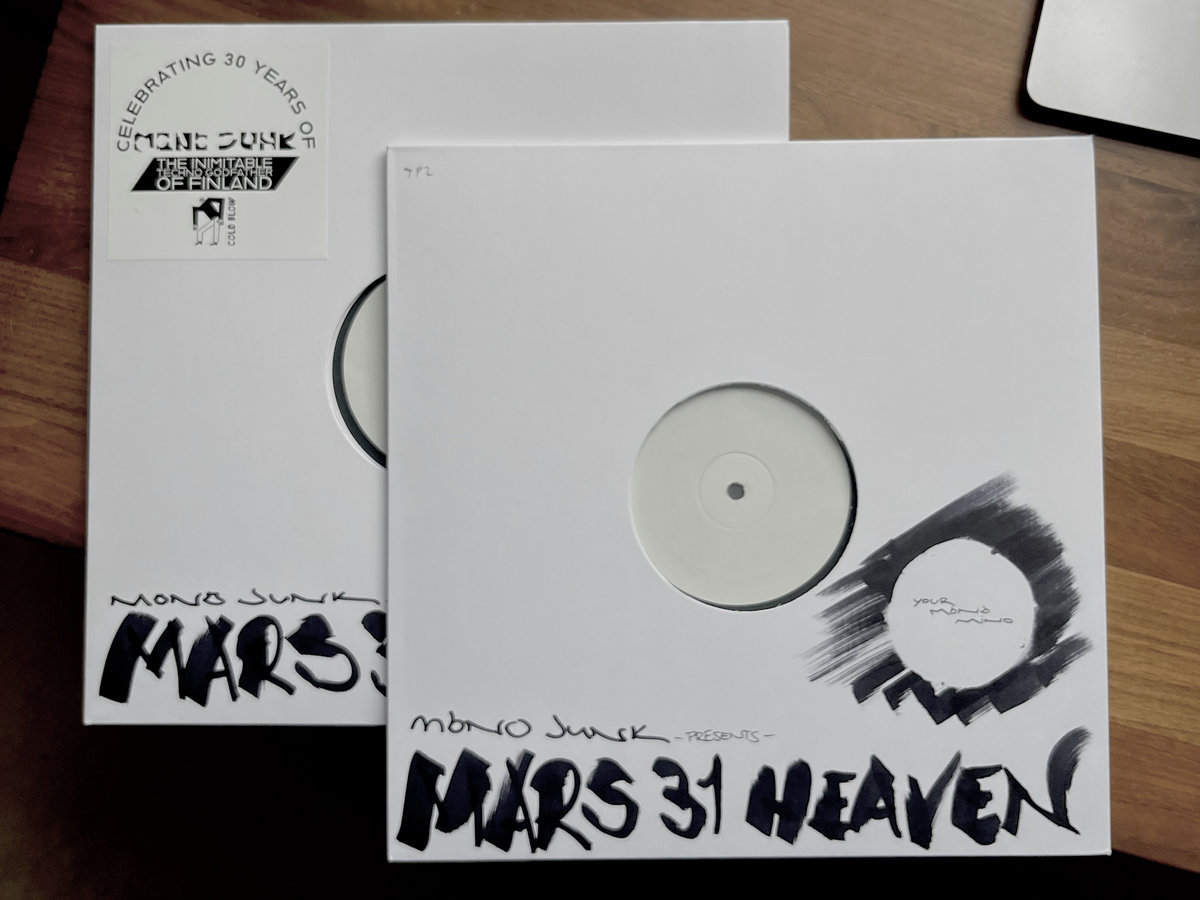 CELEBRATING 30 YEARS OF
MONO JUNK
THE INIMITABLE
TECHNO GODFATHER
OF FINLAND
COLD BLOW
MONO JUNK
MARS 3
YOUR
MONO
MIND
MONO JUNK -PRESENTS-
MARS 31 HEAVEN